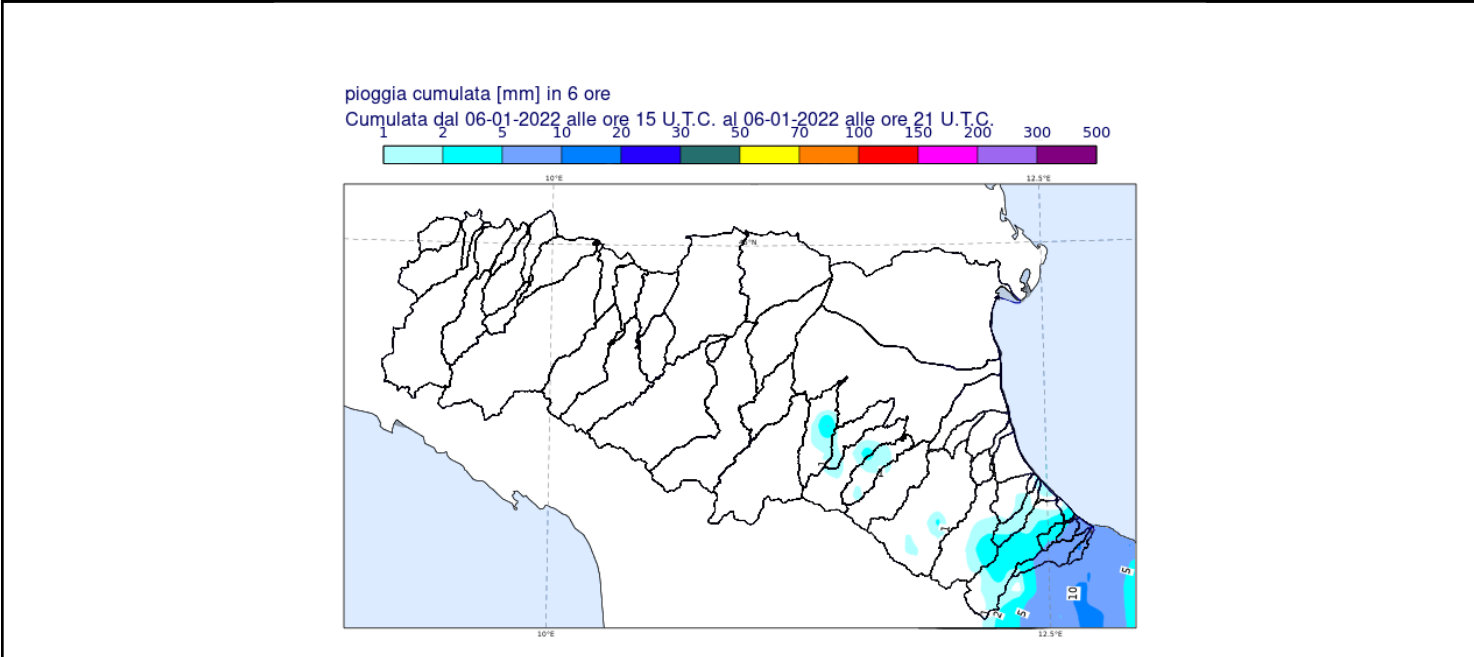 pioggia cumulata [mm] in 6 ore
Cumulata dal 06-01-2022 alle ore 15 U.T.C. al 06-01-2022 alle ore 21 U.T.C.
1 2 5 10 20 30 50 70 100 150 200 300 500
10°E 12.5°E
1
5
10
2 5
10°E 12.5°E